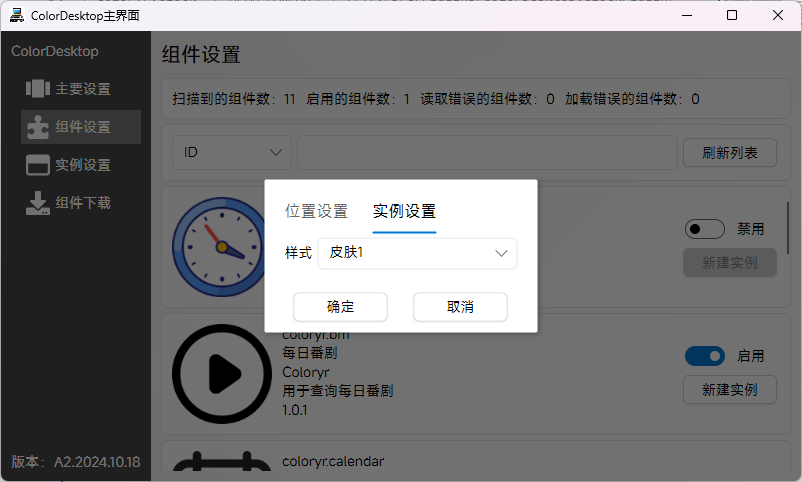 ColorDesktop主界面
ColorDesktop
主要设置
组件设置
实例设置
组件下载
版本：A2.2024.10.18
组件设置
扫描到的组件数：11 启用的组件数：1 读取错误的组件数：0 加载错误的组件数：0
ID
刷新列表
禁用
新建实例
位置设置 实例设置
样式 皮肤1
确定 取消
coloryr.bm
每日番剧
Coloryr
用于查询每日番剧
1.0.1
启用
新建实例
coloryr.calendar